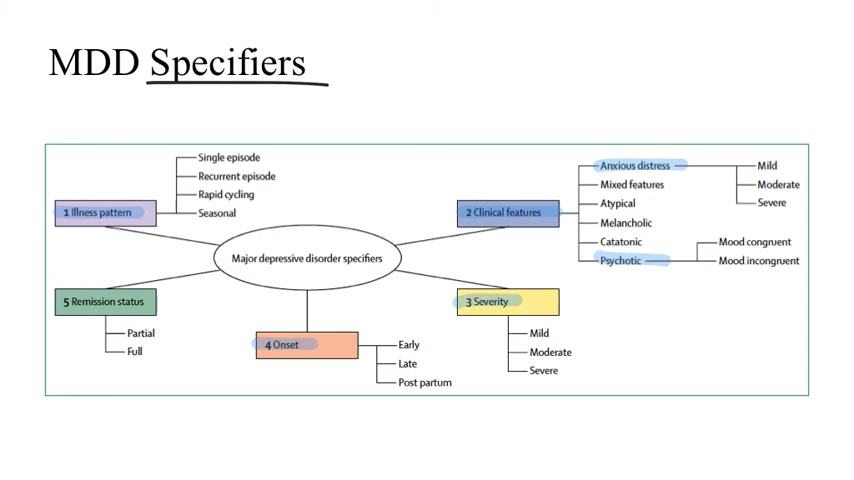 MDD Specifiers
1 Illness pattern
Single episode
Recurrent episode
Rapid cycling
Seasonal
2 Clinical features
Anxious distress
Mild
Moderate
Severe
Mixed features
Atypical
Melancholic
Catatonic
Psychotic
Mood congruent
Mood incongruent
Major depressive disorder specifiers
5 Remission status
Partial
Full
4 Onset
Early
Late
Post partum
3 Severity
Mild
Moderate
Severe